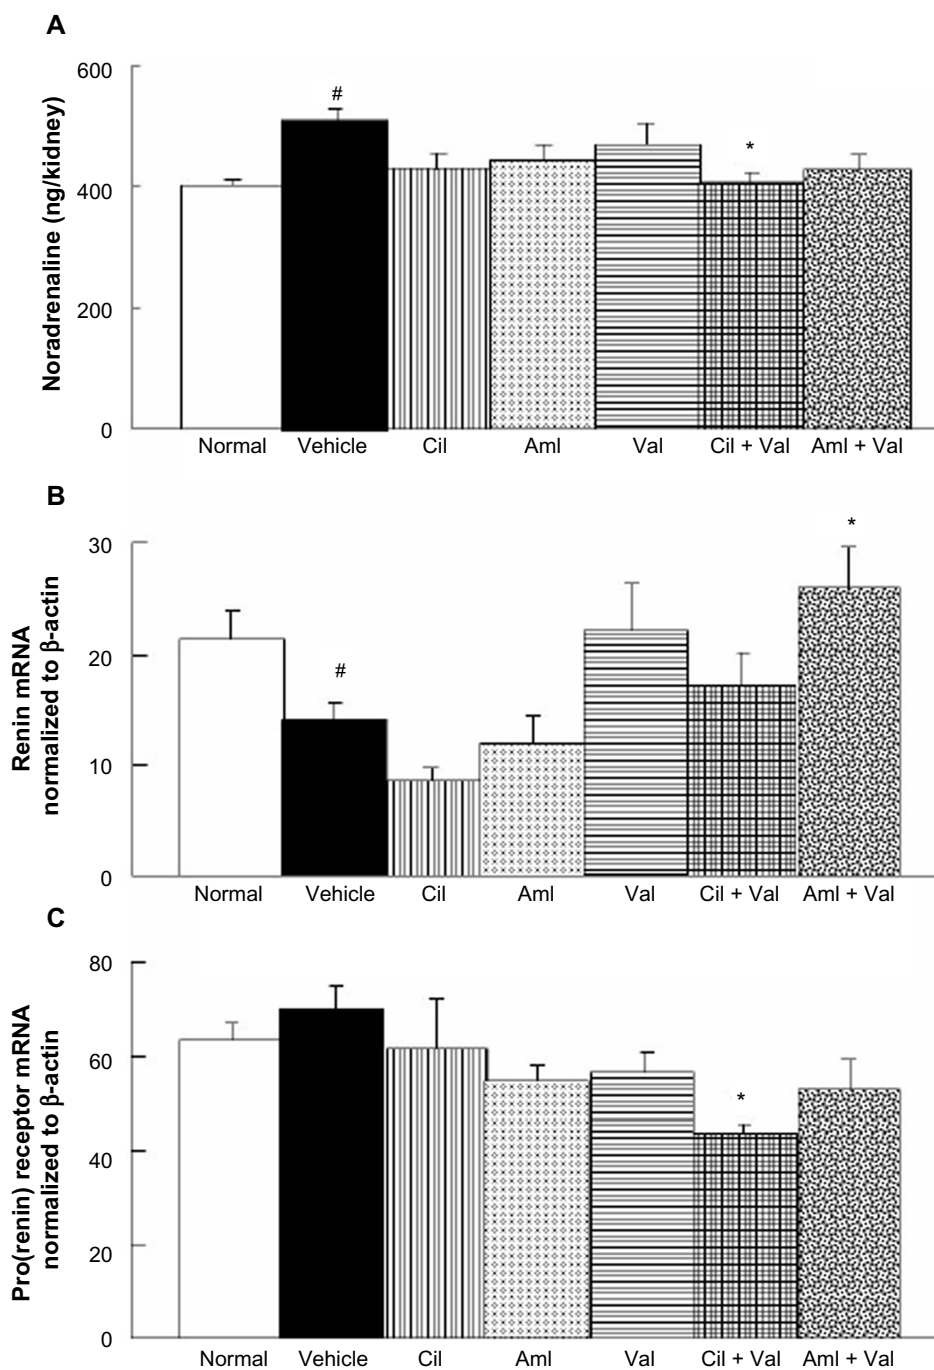 A
Noradrenaline (ng/kidney)
600
400
200
0
#
*
Normal Vehicle Cil Aml Val Cil + Val Aml + Val
B
Renin mRNA
normalized to β-actin
30
20
10
0
#
*
Normal Vehicle Cil Aml Val Cil + Val Aml + Val
C
Pro(renin) receptor mRNA
normalized to β-actin
80
60
40
20
0
*
Normal Vehicle Cil Aml Val Cil + Val Aml + Val